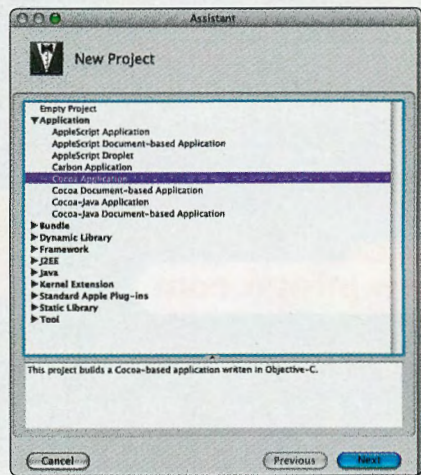 Assistant
New Project
Empty Project
Application
AppleScript Application
AppleScript Document-based Application
AppleScript Droplet
Carbon Application
Cocoa Application
Cocoa Document-based Application
Cocoa-Java Application
Cocoa-Java Document-based Application
Bundle
Dynamic Library
Framework
J2EE
Java
Kernel Extension
Standard Apple Plug-ins
Static Library
Tool
This project builds a Cocoa-based application written in Objective-C.
Cancel
Previous
Next